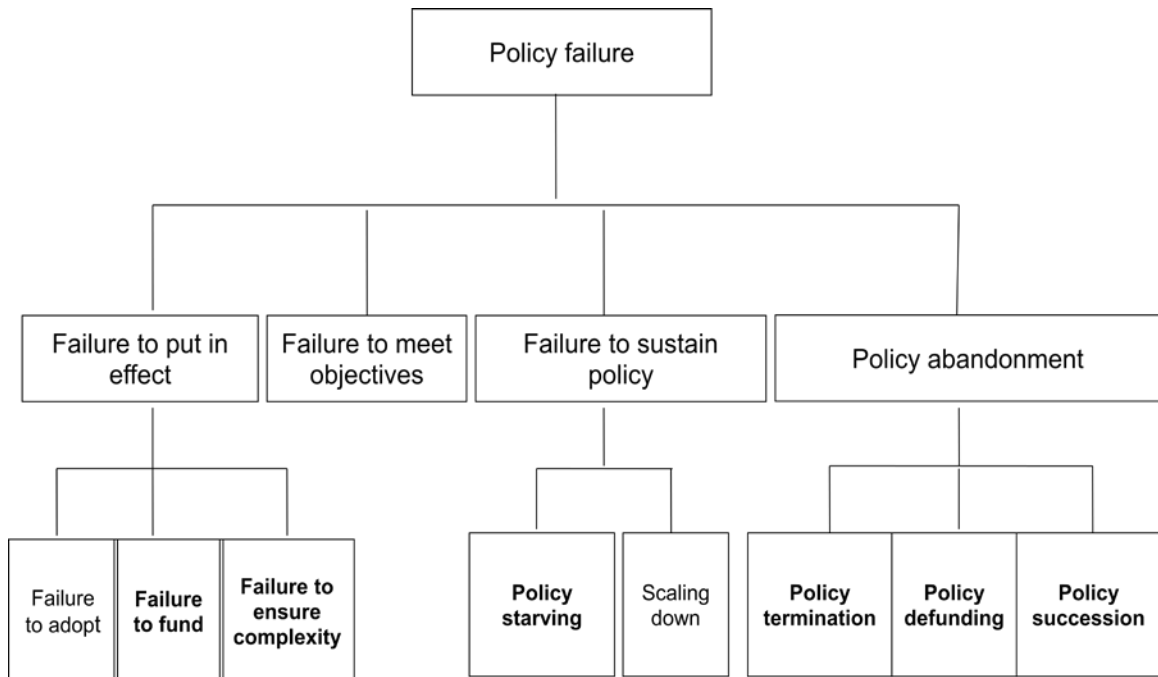 Policy failure
Failure to put in
effect
Failure to meet
objectives
Failure to sustain
policy
Policy abandonment
Failure
to adopt
Failure
to fund
Failure to
ensure
complexity
Policy
starving
Scaling
down
Policy
termination
Policy
defunding
Policy
succession